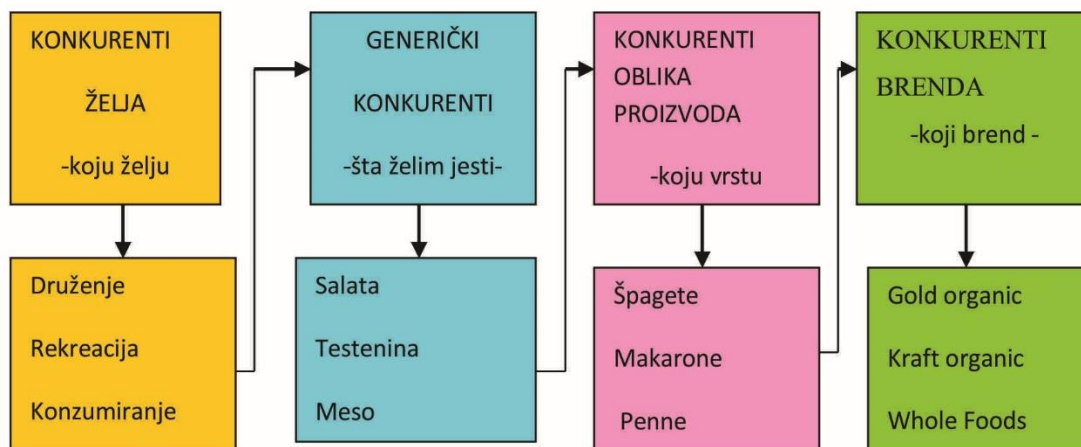 KONKURENTI
ŽELJA
-koju želju
Druženje
Rekreacija
Konzumiranje
GENERIČKI
KONKURENTI
-šta želim jesti-
Salata
Testenina
Meso
KONKURENTI
OBLIKA
PROIZVODA
-koju vrstu
Špagete
Makarone
Penne
KONKURENTI
BRENDA
-koji brend -
Gold organic
Kraft organic
Whole Foods